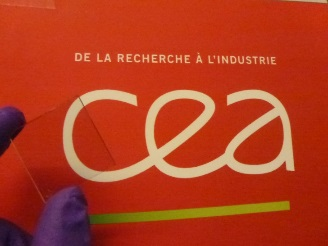 DE LA RECHERCHE À L'INDUSTRIE
cea